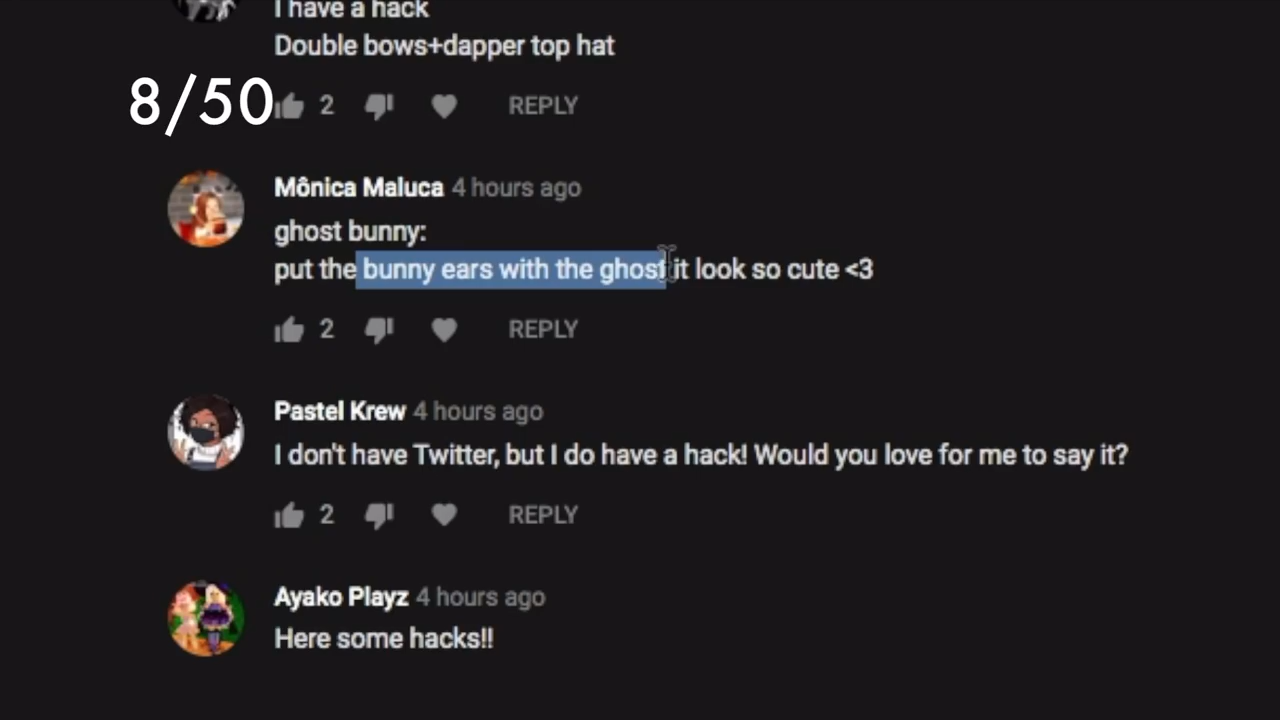 I have a hack
Double bows+dapper top hat
8/50
2 REPLY
Mônica Maluca 4 hours ago
ghost bunny:
put the bunny ears with the ghost it look so cute <3
2 REPLY
Pastel Krew 4 hours ago
I don't have Twitter, but I do have a hack! Would you love for me to say it?
2 REPLY
Ayako Playz 4 hours ago
Here some hacks!!